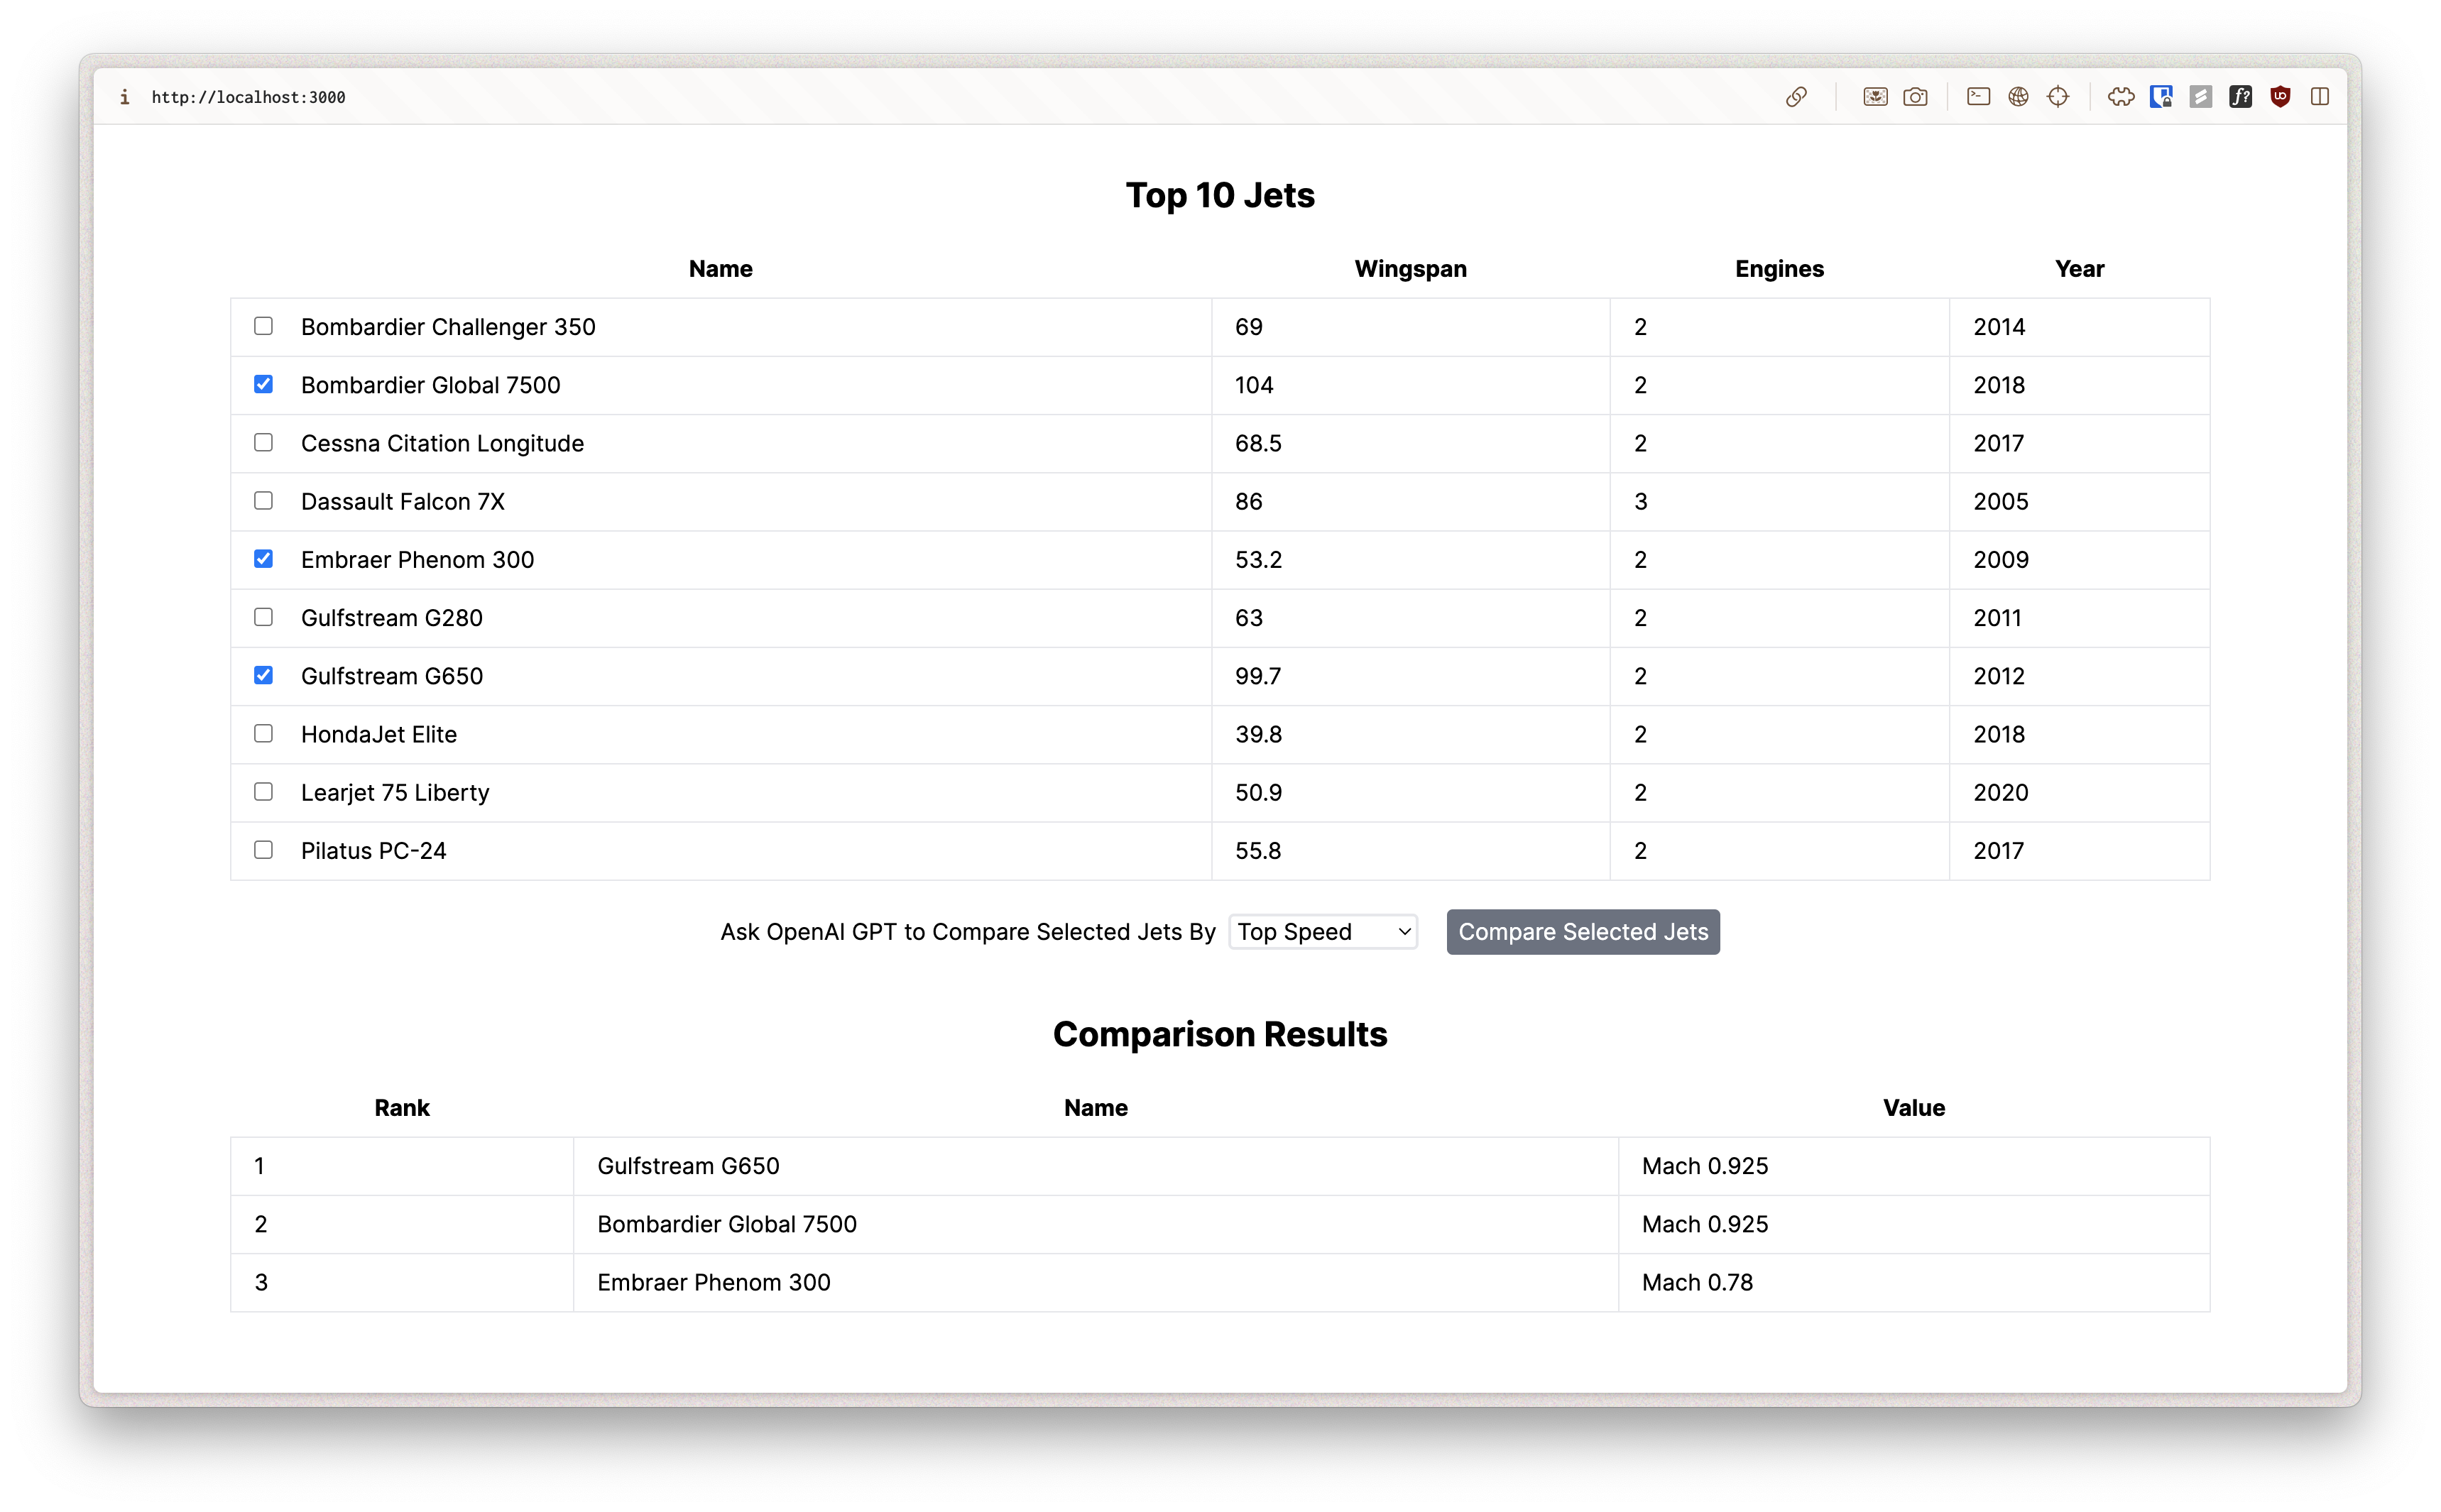 i http://localhost:3000
Top 10 Jets
Name Wingspan Engines Year
Bombardier Challenger 350 69 2 2014
Bombardier Global 7500 104 2 2018
Cessna Citation Longitude 68.5 2 2017
Dassault Falcon 7X 86 3 2005
Embraer Phenom 300 53.2 2 2009
Gulfstream G280 63 2 2011
Gulfstream G650 99.7 2 2012
HondaJet Elite 39.8 2 2018
Learjet 75 Liberty 50.9 2 2020
Pilatus PC-24 55.8 2 2017
Ask OpenAI GPT to Compare Selected Jets By Top Speed Compare Selected Jets
Comparison Results
Rank Name Value
1 Gulfstream G650 Mach 0.925
2 Bombardier Global 7500 Mach 0.925
3 Embraer Phenom 300 Mach 0.78